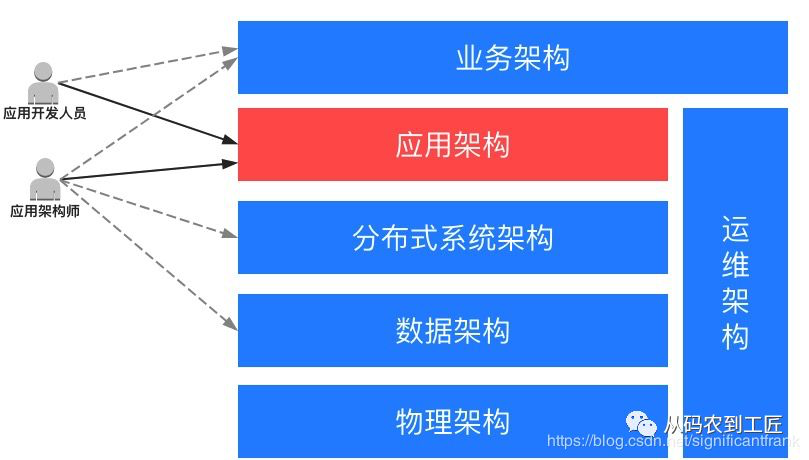 业务架构
应用开发人员
应用架构
应用架构师
分布式系统架构
数据架构
物理架构
运维架构
从码农到工匠
https://blog.csdn.net/significantfrank